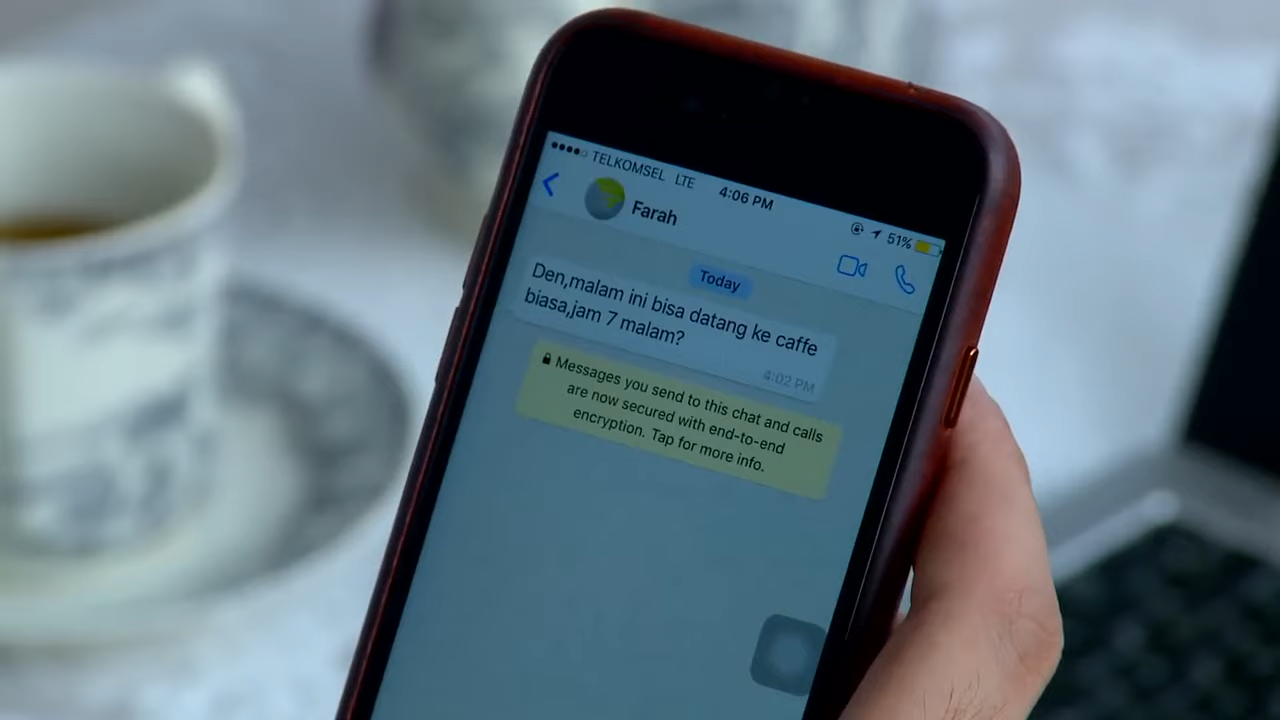 TELKOMSEL LTE 4:06 PM 51%
Farah
Today
Den,malam ini bisa datang ke caffe
biasa,jam 7 malam?
4:02 PM
Messages you send to this chat and calls
are now secured with end-to-end
encryption. Tap for more info.